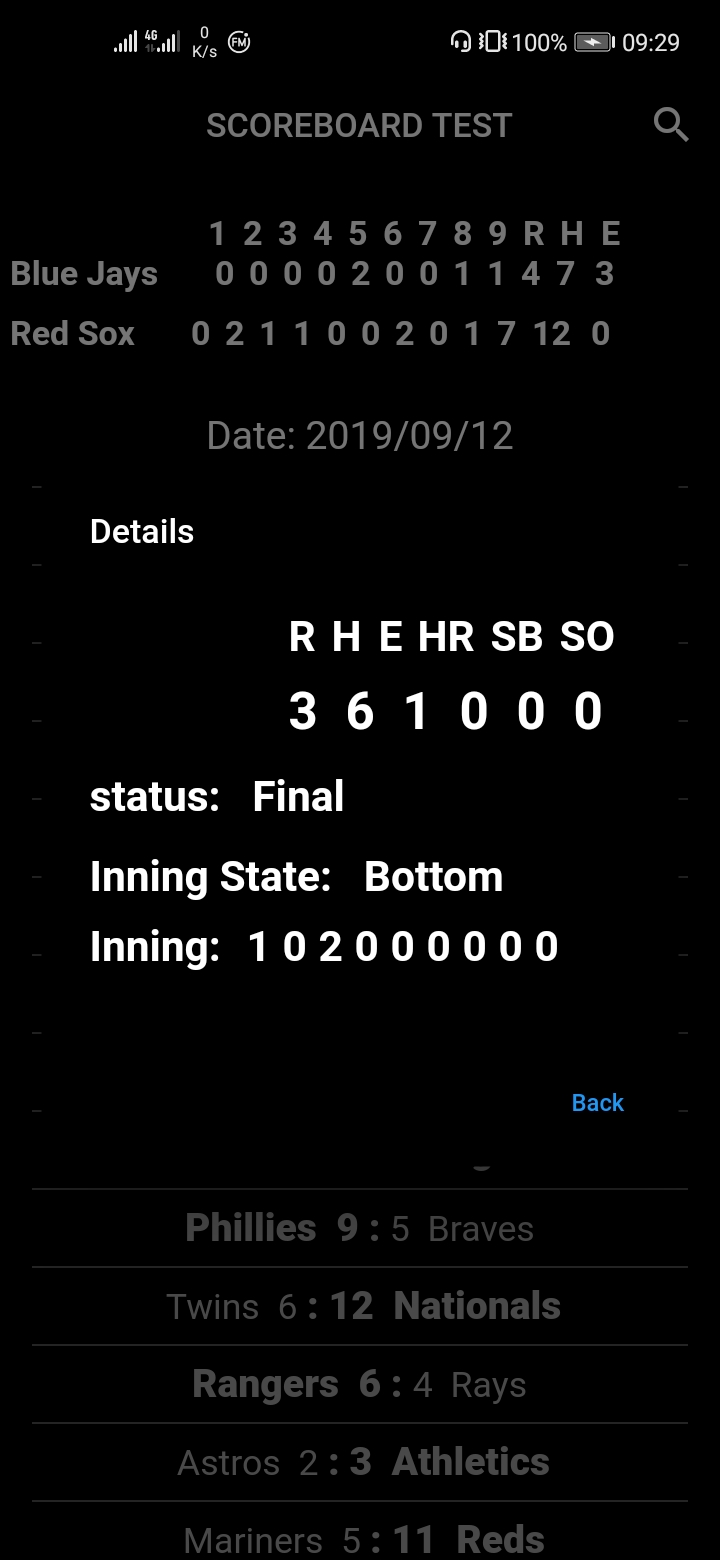 4G 0 K/s FM 100% 09:29
SCOREBOARD TEST
1 2 3 4 5 6 7 8 9 R H E
Blue Jays 0 0 0 0 2 0 0 1 1 4 7 3
Red Sox 0 2 1 1 0 0 2 0 1 7 12 0
Date: 2019/09/12
Details
R H E HR SB SO
3 6 1 0 0 0
status: Final
Inning State: Bottom
Inning: 1 0 2 0 0 0 0 0 0
Back
Phillies 9 : 5 Braves
Twins 6 : 12 Nationals
Rangers 6 : 4 Rays
Astros 2 : 3 Athletics
Mariners 5 : 11 Reds